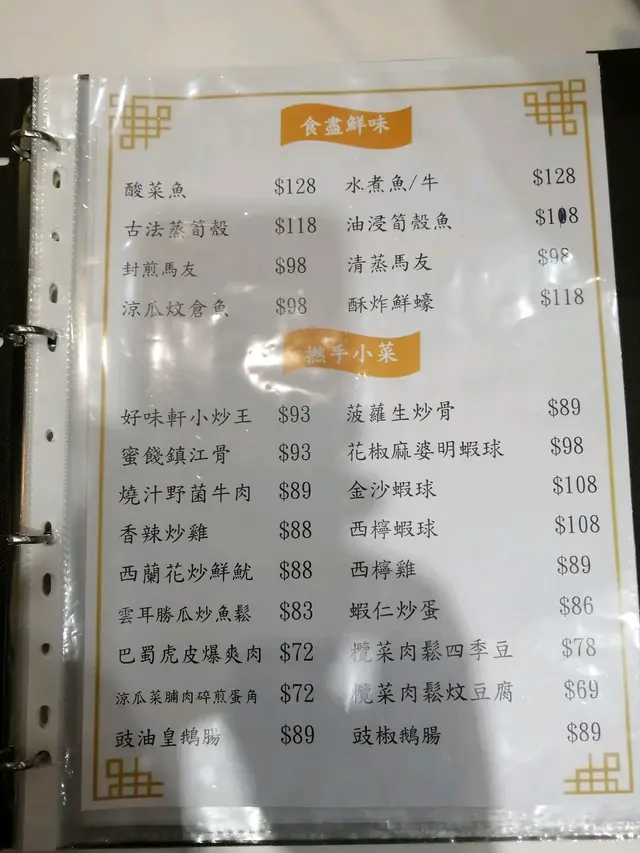 食盡鮮味
酸菜魚 $128 水煮魚/牛 $128
古法蒸筍殼 $118 油浸筍殼魚 $108
封煎馬友 $98 清蒸馬友 $98
涼瓜炆倉魚 $98 酥炸鮮蠔 $118
撚手小菜
好味軒小炒王 $93 菠蘿生炒骨 $89
蜜餞鎮江骨 $93 花椒麻婆明蝦球 $98
燒汁野菌牛肉 $89 金沙蝦球 $108
香辣炒雞 $88 西檸蝦球 $108
西蘭花炒鮮魷 $88 西檸雞 $89
雲耳勝瓜炒魚鬆 $83 蝦仁炒蛋 $86
巴蜀虎皮爆爽肉 $72 欖菜肉鬆四季豆 $78
涼瓜菜脯肉碎煎蛋角 $72 欖菜肉鬆炆豆腐 $69
豉油皇鵝腸 $89 豉椒鵝腸 $89